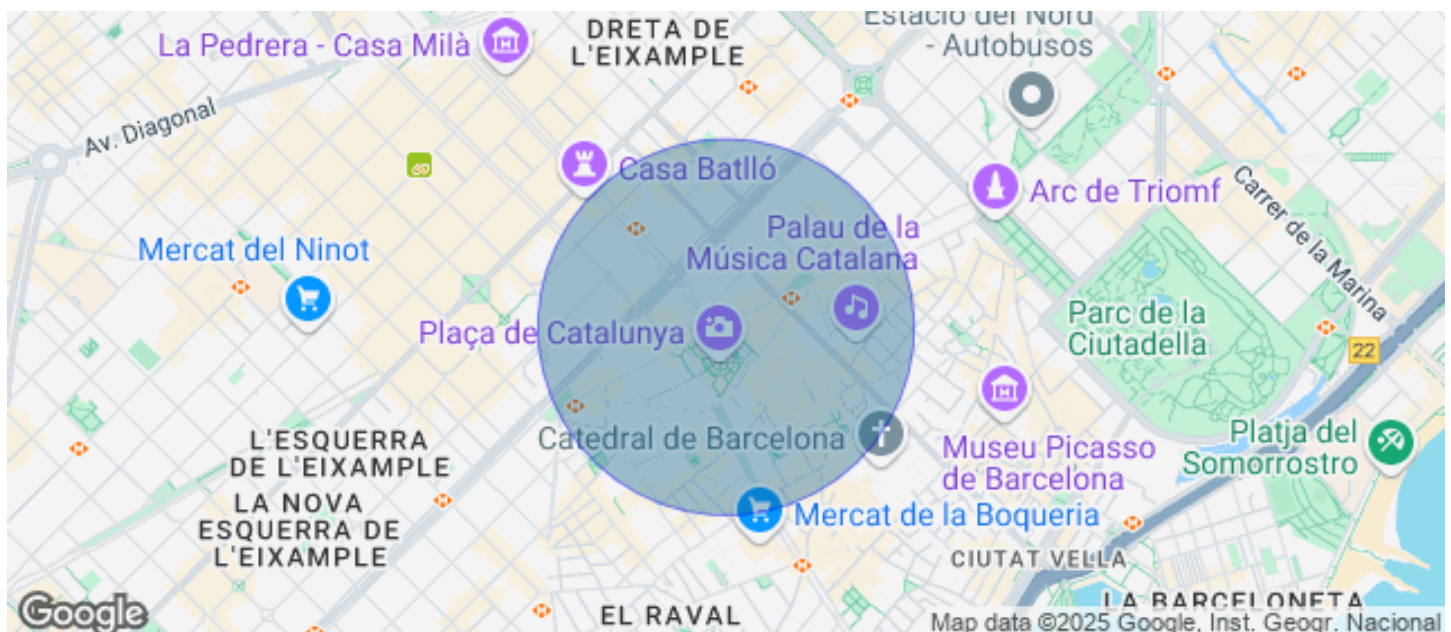 DRETA DE
L'EIXAMPLE
Estació del Nord
- Autobusos
La Pedrera - Casa Milà
Av. Diagonal
Casa Batlló
Arc de Triomf
Carrer de la Marina
Mercat del Ninot
Palau de la
Música Catalana
Plaça de Catalunya
Parc de la
Ciutadella
22
L'ESQUERRA
DE L'EIXAMPLE
Catedral de Barcelona
Museu Picasso
de Barcelona
Platja del
Somorrostro
LA NOVA
ESQUERRA DE
L'EIXAMPLE
Mercat de la Boqueria
CIUTAT VELLA
LA BARCELONETA
EL RAVAL
Google
Map data ©2025 Google, Inst. Geogr. Nacional